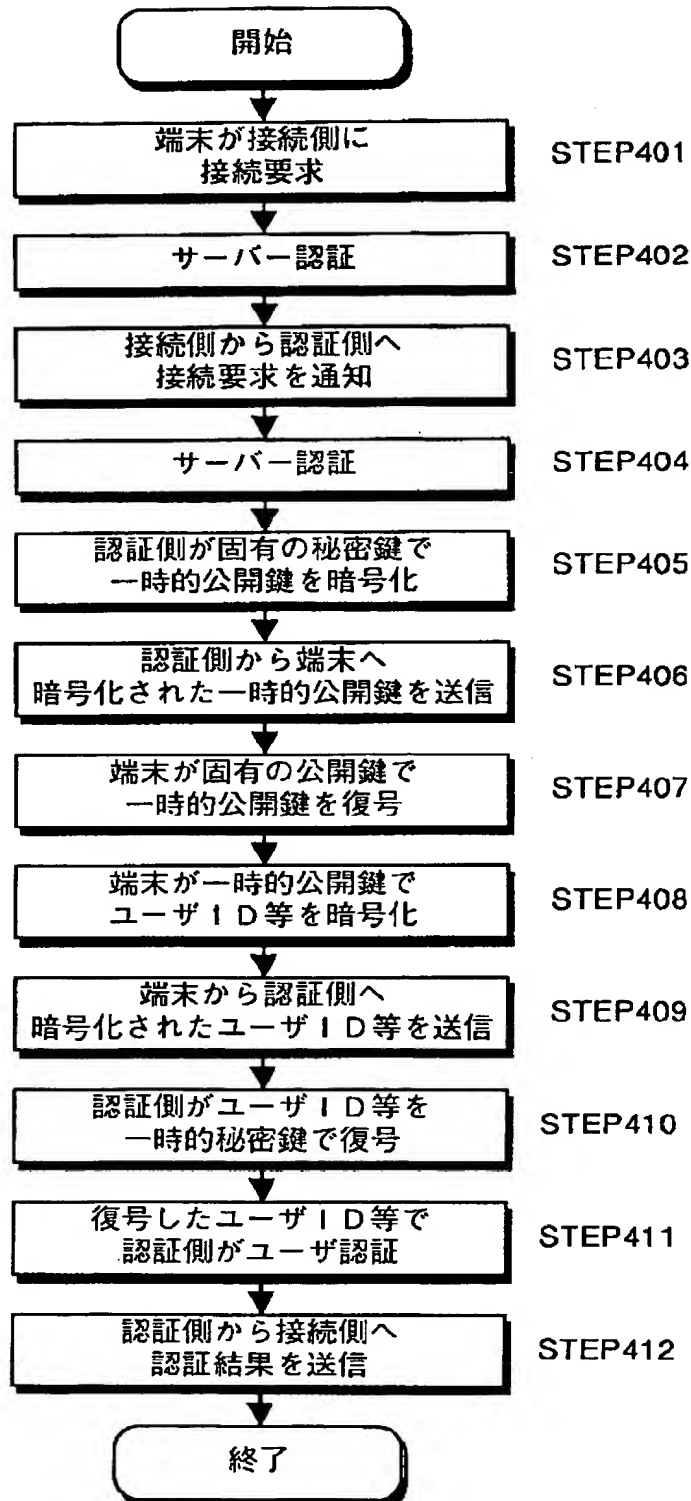 開始
端末が接続側に
接続要求
STEP401
サーバー認証
STEP402
接続側から認証側へ
接続要求を通知
STEP403
サーバー認証
STEP404
認証側が固有の秘密鍵で
一時的公開鍵を暗号化
STEP405
認証側から端末へ
暗号化された一時的公開鍵を送信
STEP406
端末が固有の公開鍵で
一時的公開鍵を復号
STEP407
端末が一時的公開鍵で
ユーザID等を暗号化
STEP408
端末から認証側へ
暗号化されたユーザID等を送信
STEP409
認証側がユーザID等を
一時的秘密鍵で復号
STEP410
復号したユーザID等で
認証側がユーザ認証
STEP411
認証側から接続側へ
認証結果を送信
STEP412
終了